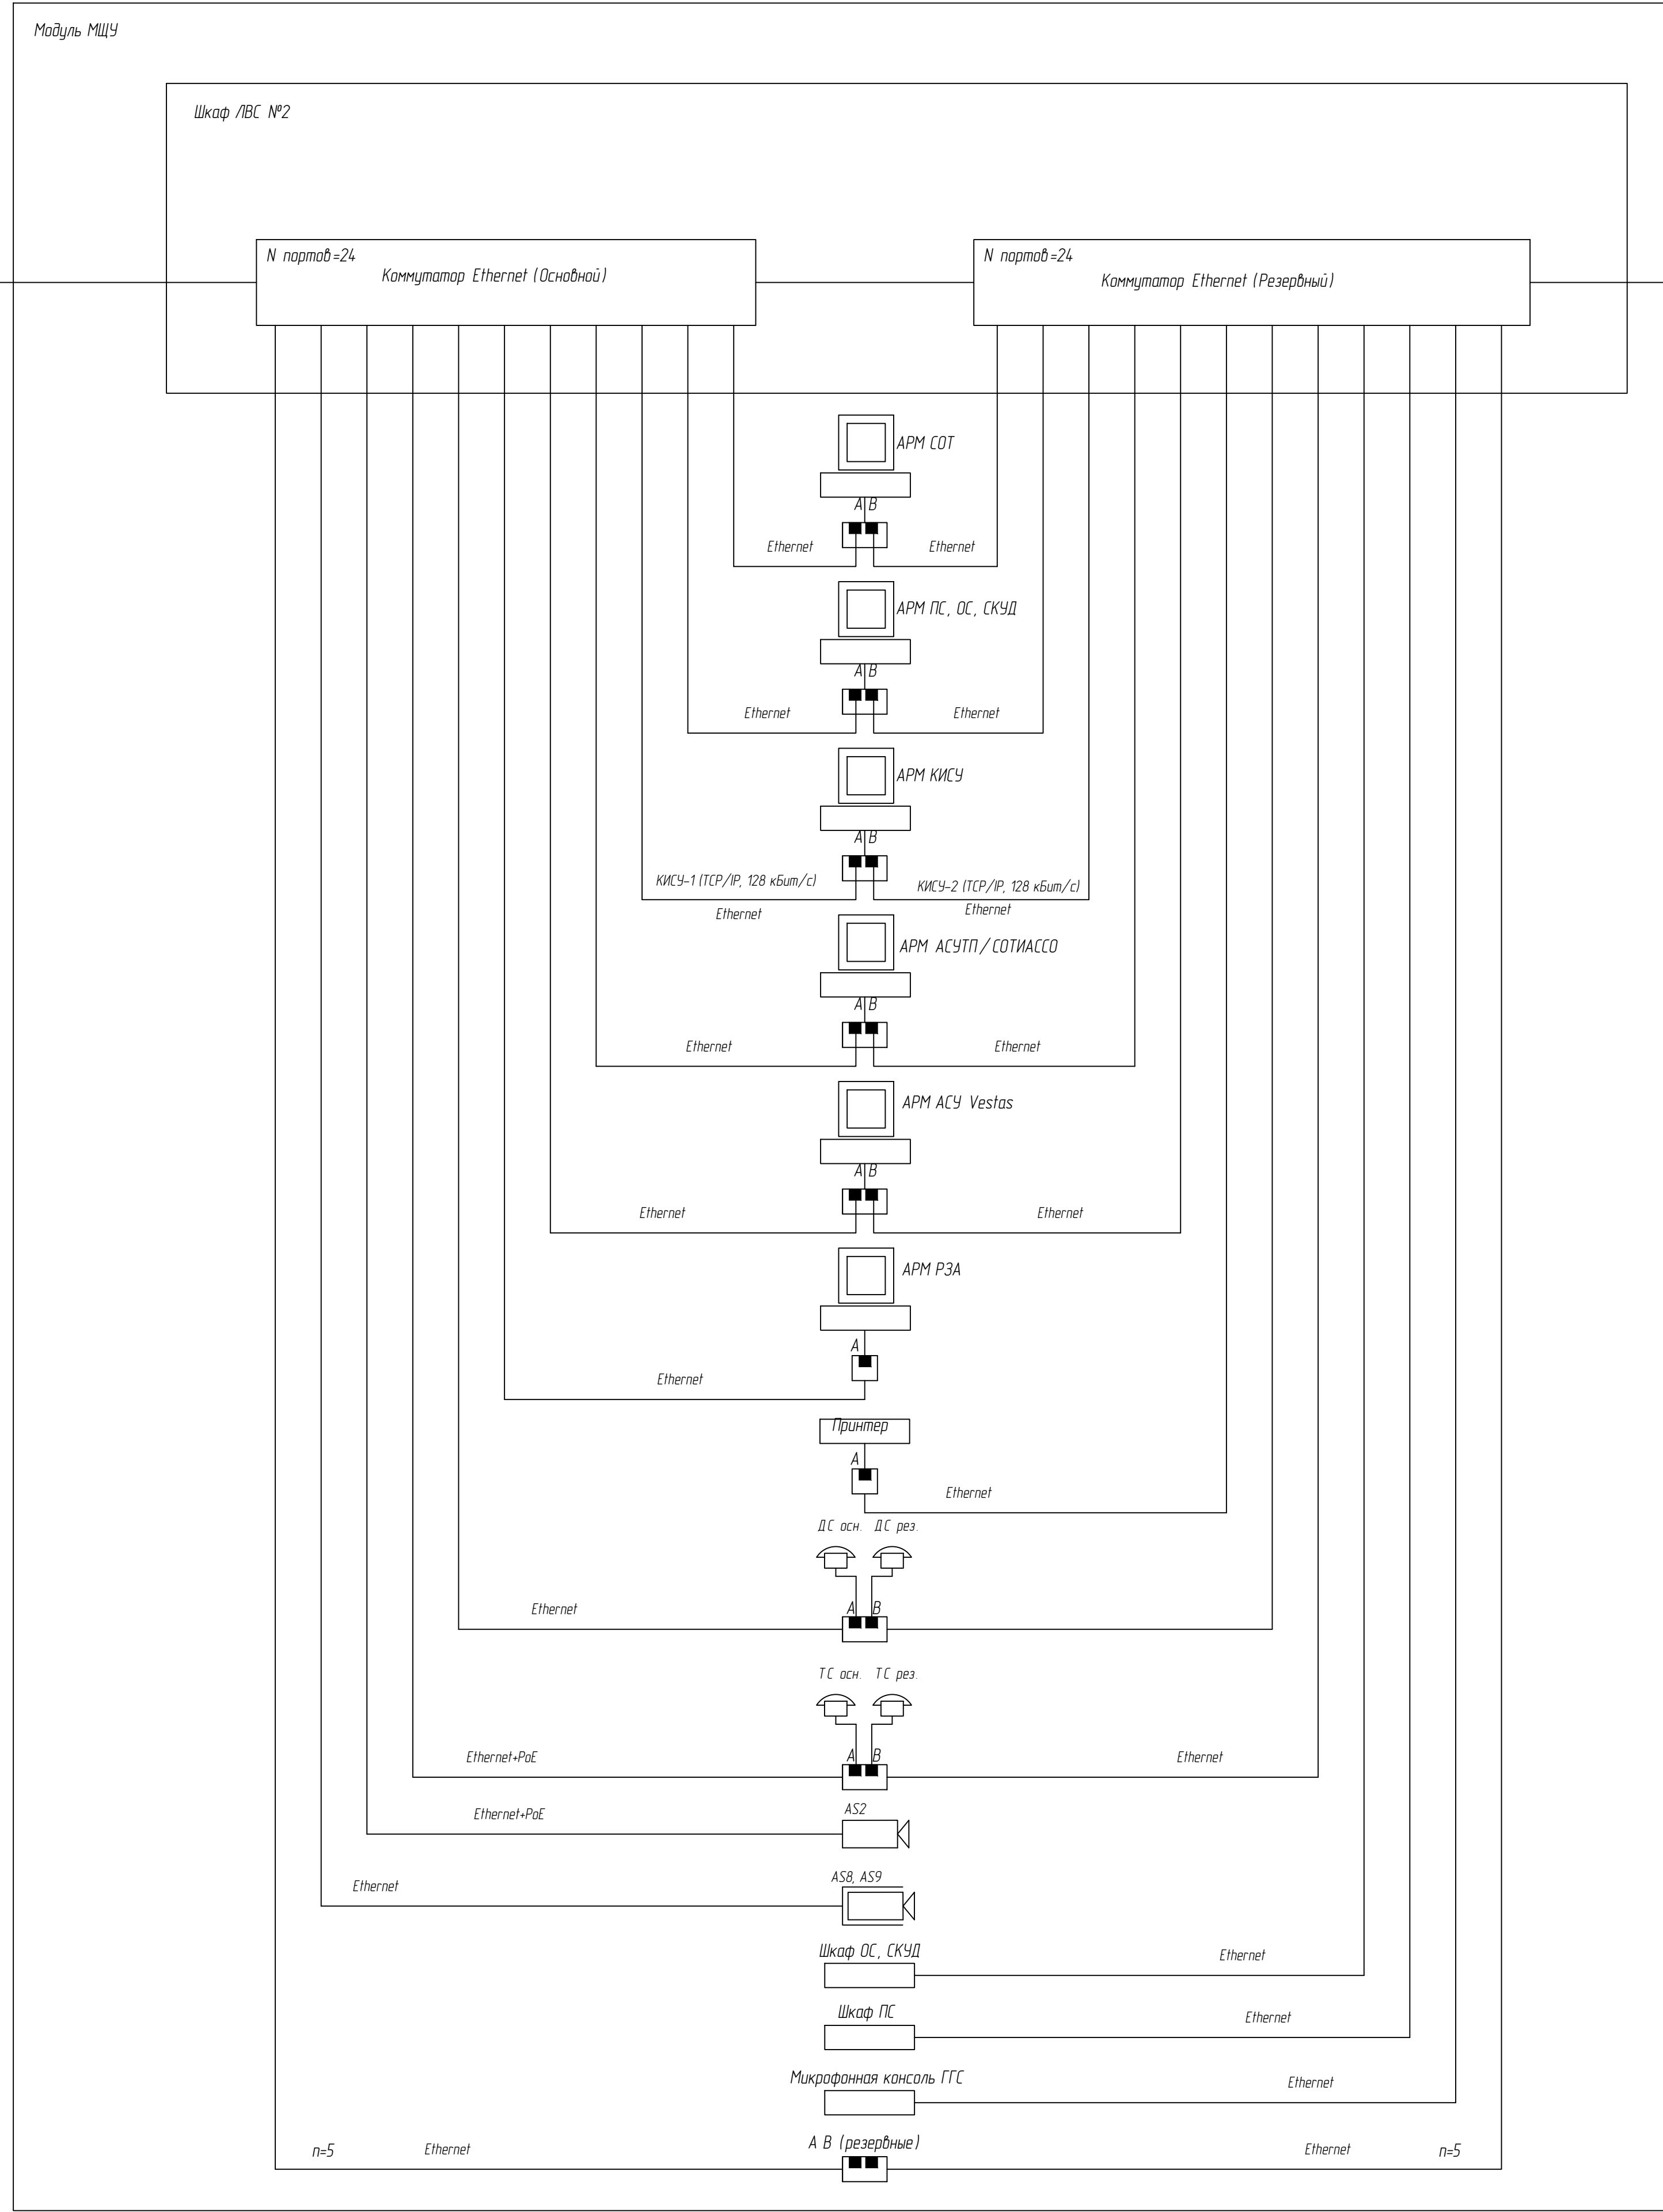 Модуль МЩУ
Шкаф ЛВС №2
N портов=24
Коммутатор Ethernet (Основной)
N портов=24
Коммутатор Ethernet (Резервный)
АРМ СОТ
A B
Ethernet
Ethernet
АРМ ПС, ОС, СКУД
A B
Ethernet
Ethernet
АРМ КИСУ
A B
КИСУ-1 (TCP/IP, 128 кБит/с)
КИСУ-2 (TCP/IP, 128 кБит/с)
Ethernet
Ethernet
АРМ АСУТП/СОТИАССО
A B
Ethernet
Ethernet
АРМ АСУ Vestas
A B
Ethernet
Ethernet
АРМ РЗА
A
Ethernet
Принтер
A
Ethernet
ДС осн. ДС рез.
A B
Ethernet
ТС осн. ТС рез.
A B
Ethernet+PoE
Ethernet
AS2
Ethernet+PoE
AS8, AS9
Ethernet
Шкаф ОС, СКУД
Ethernet
Шкаф ПС
Ethernet
Микрофонная консоль ГГС
Ethernet
A B (резервные)
n=5
Ethernet
Ethernet
n=5